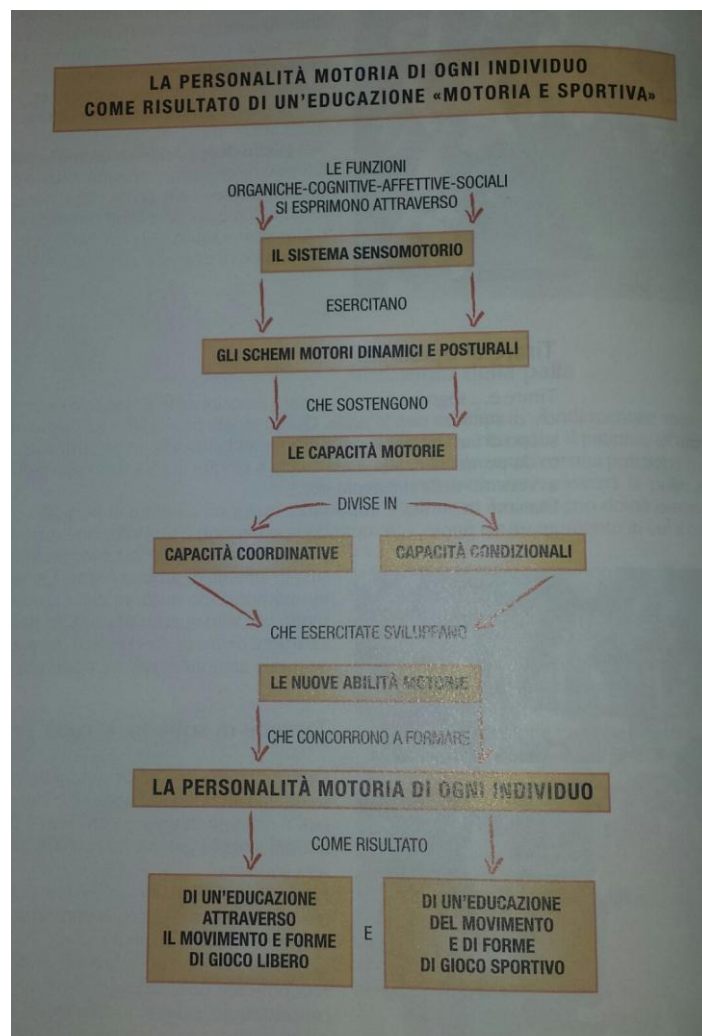 LA PERSONALITÀ MOTORIA DI OGNI INDIVIDUO
COME RISULTATO DI UN'EDUCAZIONE «MOTORIA E SPORTIVA»
LE FUNZIONI
ORGANICHE-COGNITIVE-AFFETTIVE-SOCIALI
SI ESPRIMONO ATTRAVERSO
IL SISTEMA SENSOMOTORIO
ESERCITANO
GLI SCHEMI MOTORI DINAMICI E POSTURALI
CHE SOSTENGONO
LE CAPACITÀ MOTORIE
DIVISE IN
CAPACITÀ COORDINATIVE
CAPACITÀ CONDIZIONALI
CHE ESERCITATE SVILUPPANO
LE NUOVE ABILITÀ MOTORIE
CHE CONCORRONO A FORMARE
LA PERSONALITÀ MOTORIA DI OGNI INDIVIDUO
COME RISULTATO
DI UN'EDUCAZIONE
ATTRAVERSO
IL MOVIMENTO E FORME
DI GIOCO LIBERO
E
DI UN'EDUCAZIONE
DEL MOVIMENTO
E DI FORME
DI GIOCO SPORTIVO